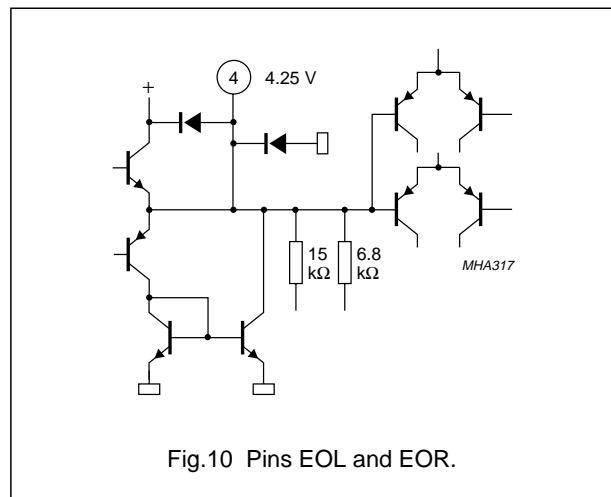 4 4.25 V
+
15 kΩ
6.8 kΩ
MHA317
Fig.10 Pins EOL and EOR.